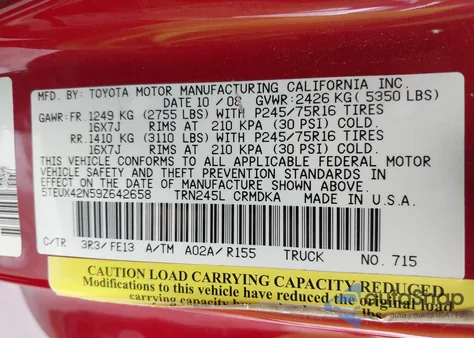 MFD. BY: TOYOTA MOTOR MANUFACTURING CALIFORNIA INC.
DATE 10 / 08 GVWR: 2426 KG ( 5350 LBS)
GAWR: FR. 1249 KG (2755 LBS) WITH P245/75R16 TIRES
16X7J RIMS AT 210 KPA (30 PSI) COLD.
RR. 1410 KG (3110 LBS) WITH P245/75R16 TIRES
16X7J RIMS AT 210 KPA (30 PSI) COLD.
THIS VEHICLE CONFORMS TO ALL APPLICABLE FEDERAL MOTOR
VEHICLE SAFETY AND THEFT PREVENTION STANDARDS IN
EFFECT ON THE DATE OF MANUFACTURE SHOWN ABOVE.
5TEUX42N59Z642658 TRN245L CRMDKA MADE IN U.S.A.
C/TR 3R3/FE13 A/TM A02A/R155 TRUCK NO. 715
CAUTION LOAD CARRYING CAPACITY REDUCED
Modifications to this vehicle have reduced the original load
carrying capacity by lbs